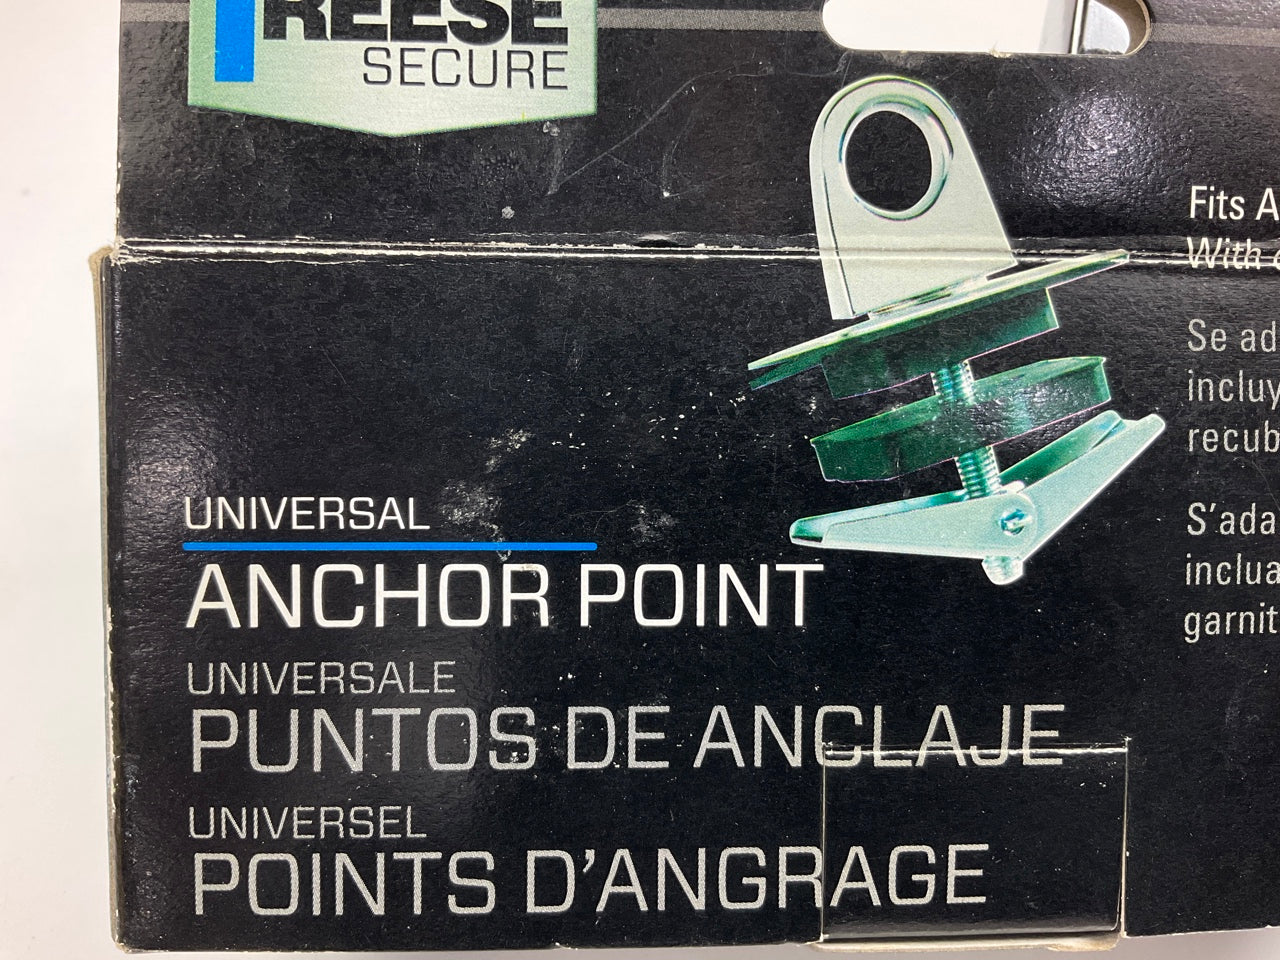 REESE
SECURE
Fits A
With
Se ad
incluy
recub
S'ada
inclua
garnit
UNIVERSAL
ANCHOR POINT
UNIVERSALE
PUNTOS DE ANCLAJE
UNIVERSEL
POINTS D'ANGRAGE